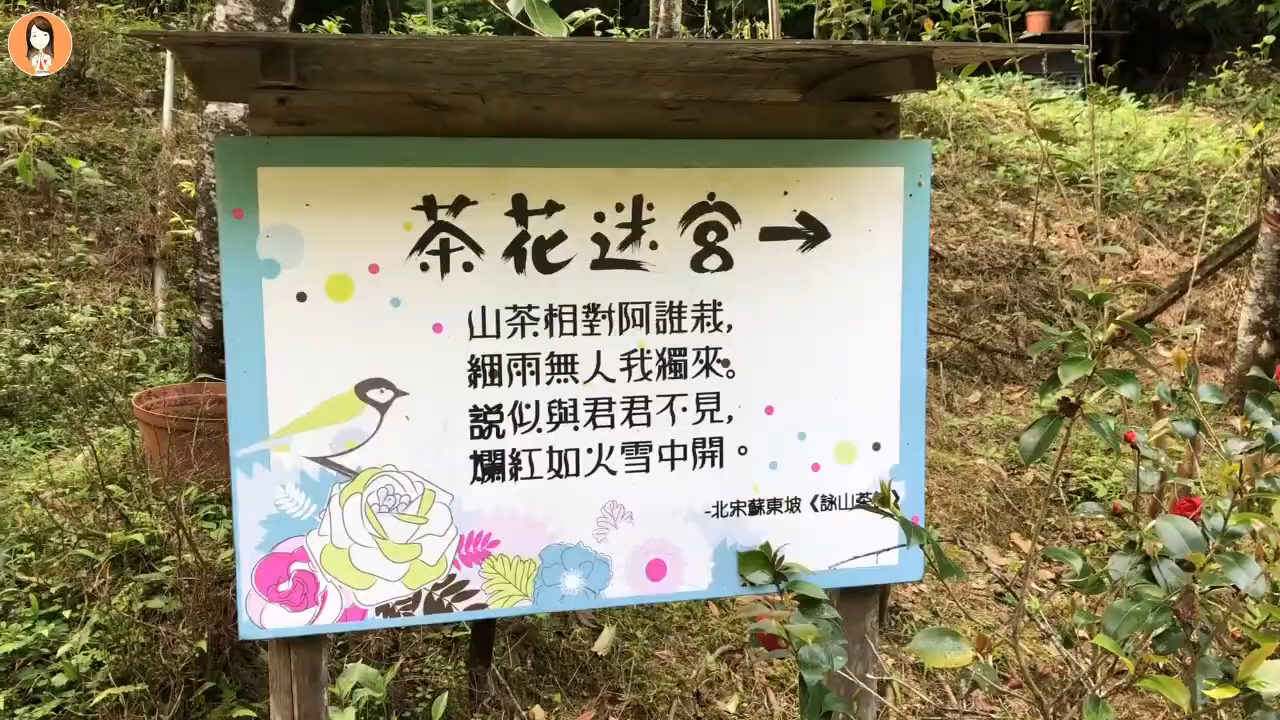 茶花迷宮→
山茶相對阿誰栽,
細雨無人我獨來。
說似與君君不見,
爛紅如火雪中開。
-北宋蘇東坡《詠山茶